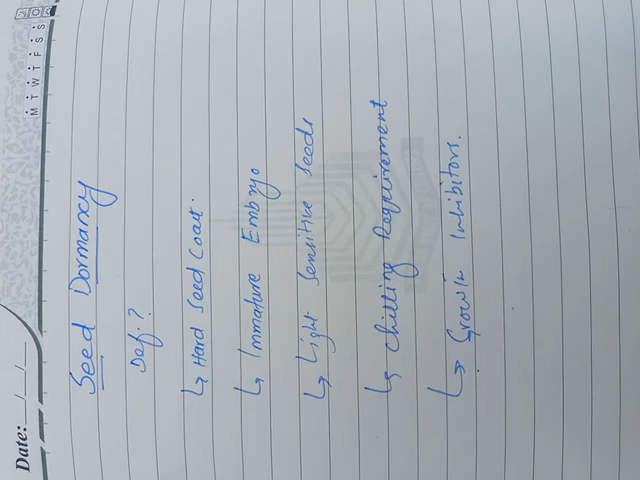 Date: __/__/__
M T W T F S S
Seed Dormancy
Def:?
↳ Hard Seed Coat.
↳ Immature Embryo
↳ Light Sensitive Seeds
↳ Chilling Requirement
↳ Growth Inhibitors.